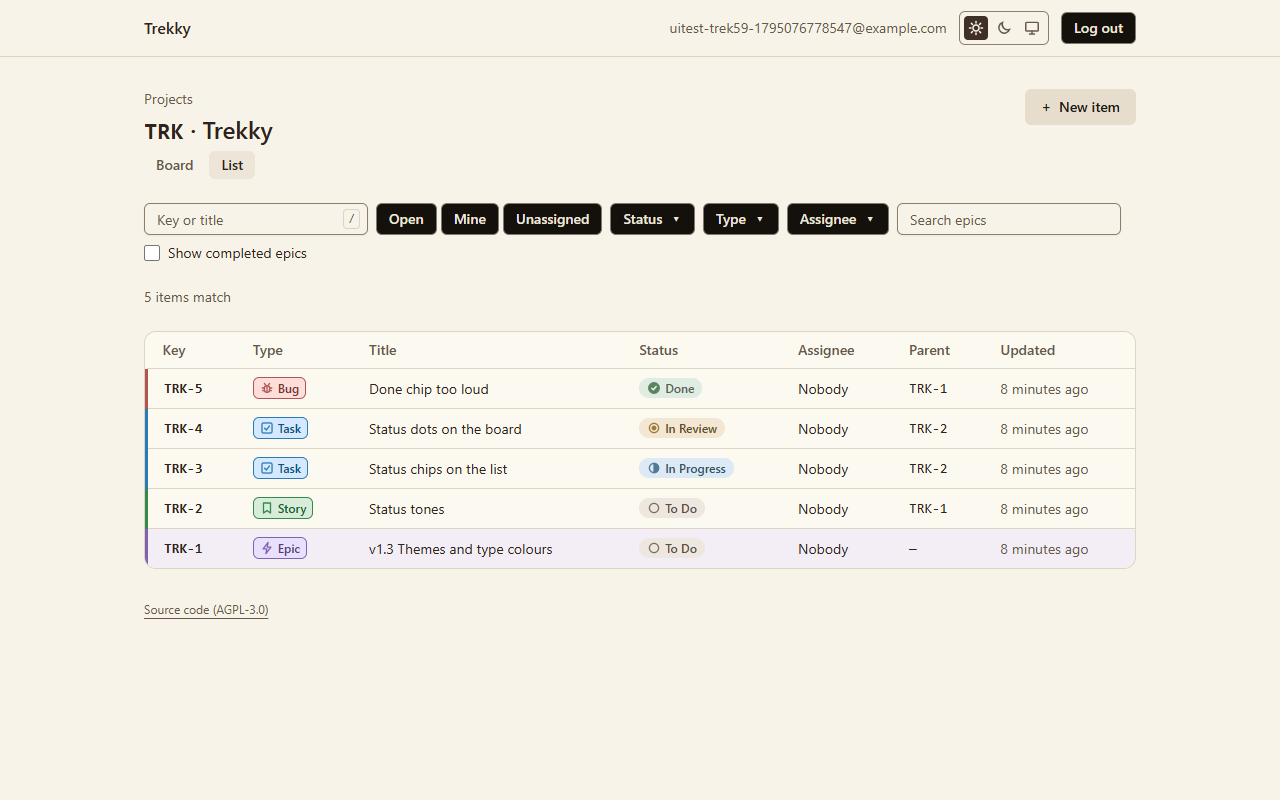 Trekky
uitest-trek59-1795076778547@example.com
Log out
Projects
+ New item
TRK · Trekky
Board List
Key or title / Open Mine Unassigned Status ▼ Type ▼ Assignee ▼ Search epics
Show completed epics
5 items match
Key Type Title Status Assignee Parent Updated
TRK-5 Bug Done chip too loud Done Nobody TRK-1 8 minutes ago
TRK-4 Task Status dots on the board In Review Nobody TRK-2 8 minutes ago
TRK-3 Task Status chips on the list In Progress Nobody TRK-2 8 minutes ago
TRK-2 Story Status tones To Do Nobody TRK-1 8 minutes ago
TRK-1 Epic v1.3 Themes and type colours To Do Nobody – 8 minutes ago
Source code (AGPL-3.0)